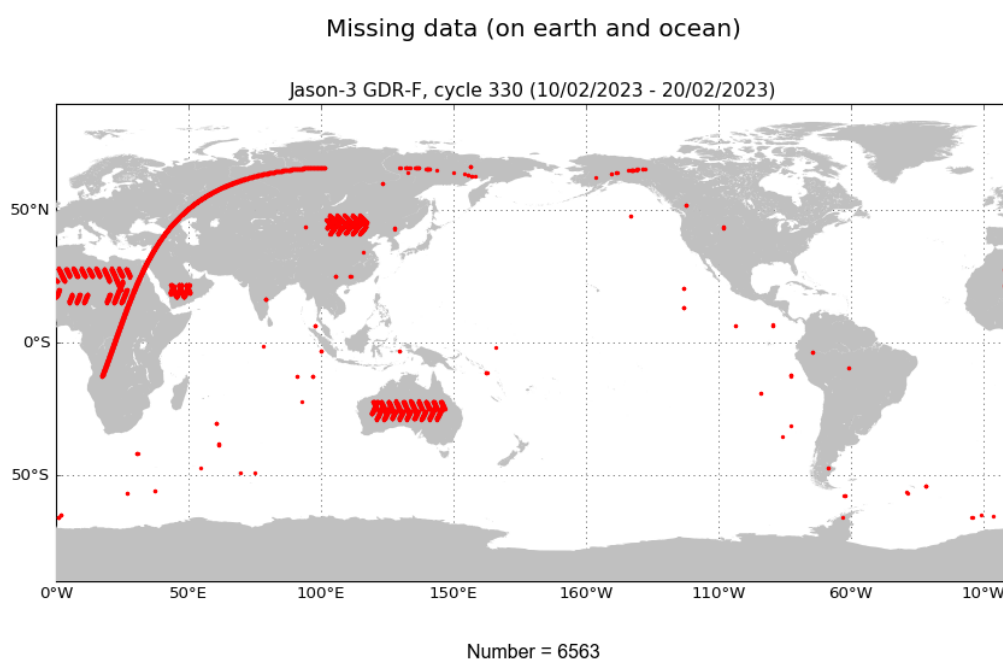 Missing data (on earth and ocean)
Jason-3 GDR-F, cycle 330 (10/02/2023 - 20/02/2023)
50°N
0°S
50°S
0°W 50°E 100°E 150°E 160°W 110°W 60°W 10°W
Number = 6563